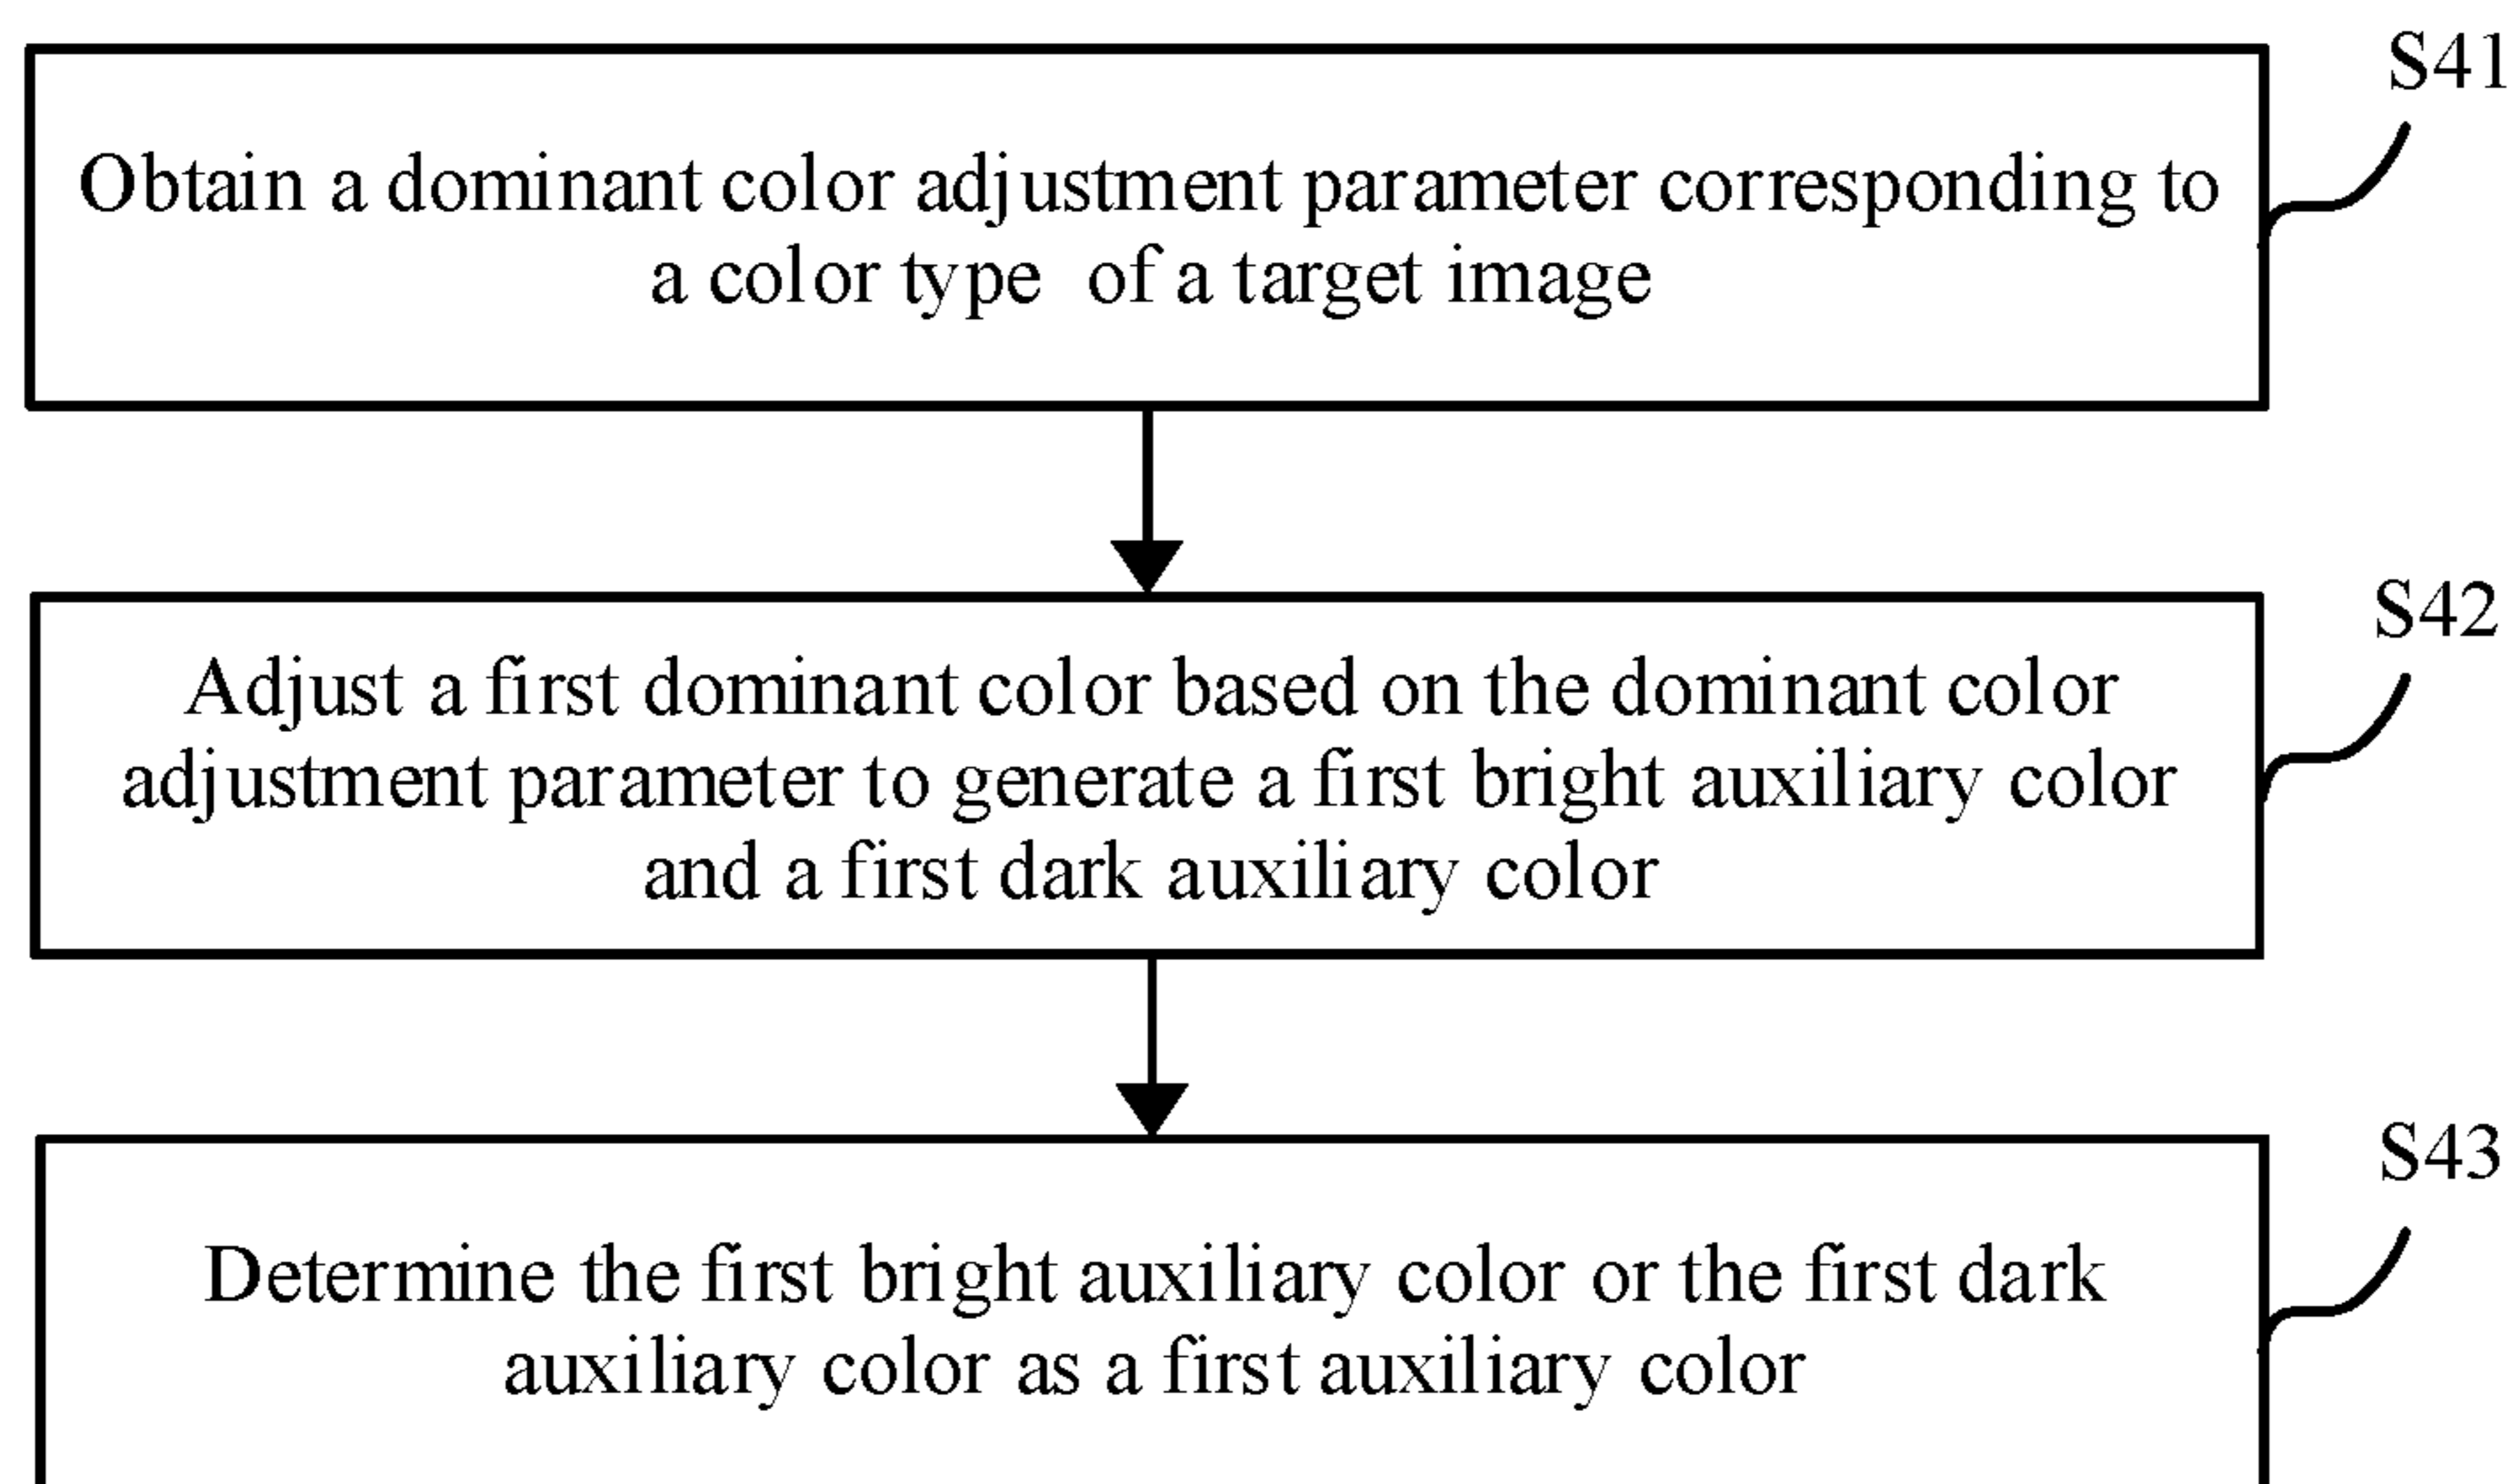 S41
Obtain a dominant color adjustment parameter corresponding to
a color type of a target image
S42
Adjust a first dominant color based on the dominant color
adjustment parameter to generate a first bright auxiliary color
and a first dark auxiliary color
S43
Determine the first bright auxiliary color or the first dark
auxiliary color as a first auxiliary color